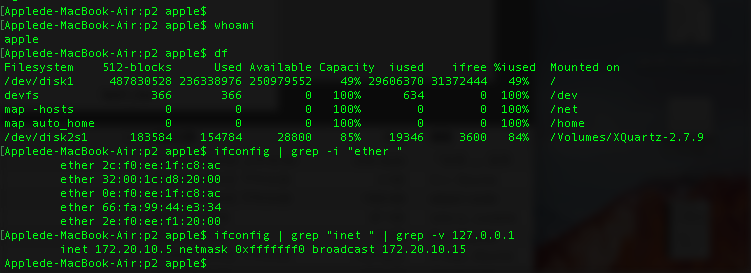 [Applede-MacBook-Air:p2 apple$
[Applede-MacBook-Air:p2 apple$ whoami
apple
[Applede-MacBook-Air:p2 apple$ df
Filesystem 512-blocks Used Available Capacity iused ifree %iused Mounted on
/dev/disk1 487830528 236338976 250979552 49% 29606370 31372444 49% /
devfs 366 366 0 100% 634 0 100% /dev
map -hosts 0 0 0 100% 0 0 100% /net
map auto_home 0 0 0 100% 0 0 100% /home
/dev/disk2s1 183584 154784 28800 85% 19346 3600 84% /Volumes/XQuartz-2.7.9
[Applede-MacBook-Air:p2 apple$ ifconfig | grep -i "ether "
ether 2c:f0:ee:1f:c8:ac
ether 32:00:1c:d8:20:00
ether 0e:f0:ee:1f:c8:ac
ether 66:fa:99:44:e3:34
ether 2e:f0:ee:f1:20:00
[Applede-MacBook-Air:p2 apple$ ifconfig | grep "inet " | grep -v 127.0.0.1
inet 172.20.10.5 netmask 0xfffffff0 broadcast 172.20.10.15
Applede-MacBook-Air:p2 apple$